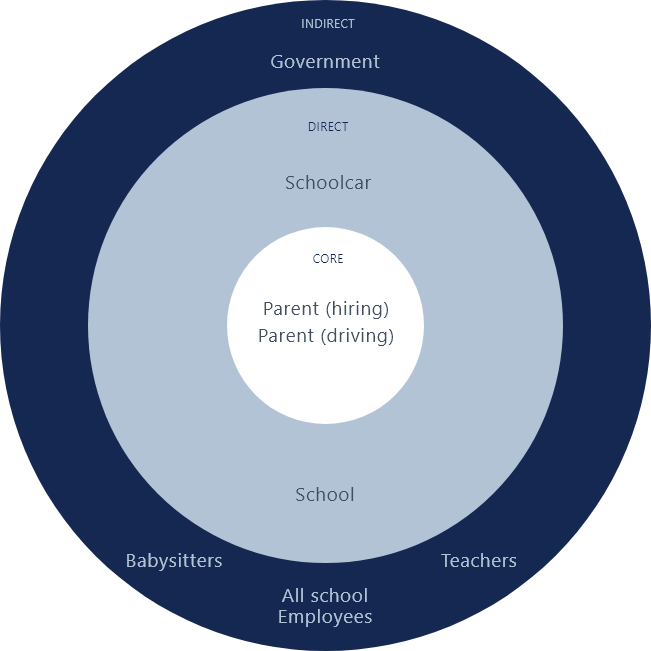 INDIRECT
Government
DIRECT
Schoolcar
CORE
Parent (hiring)
Parent (driving)
School
Babysitters
Teachers
All school
Employees